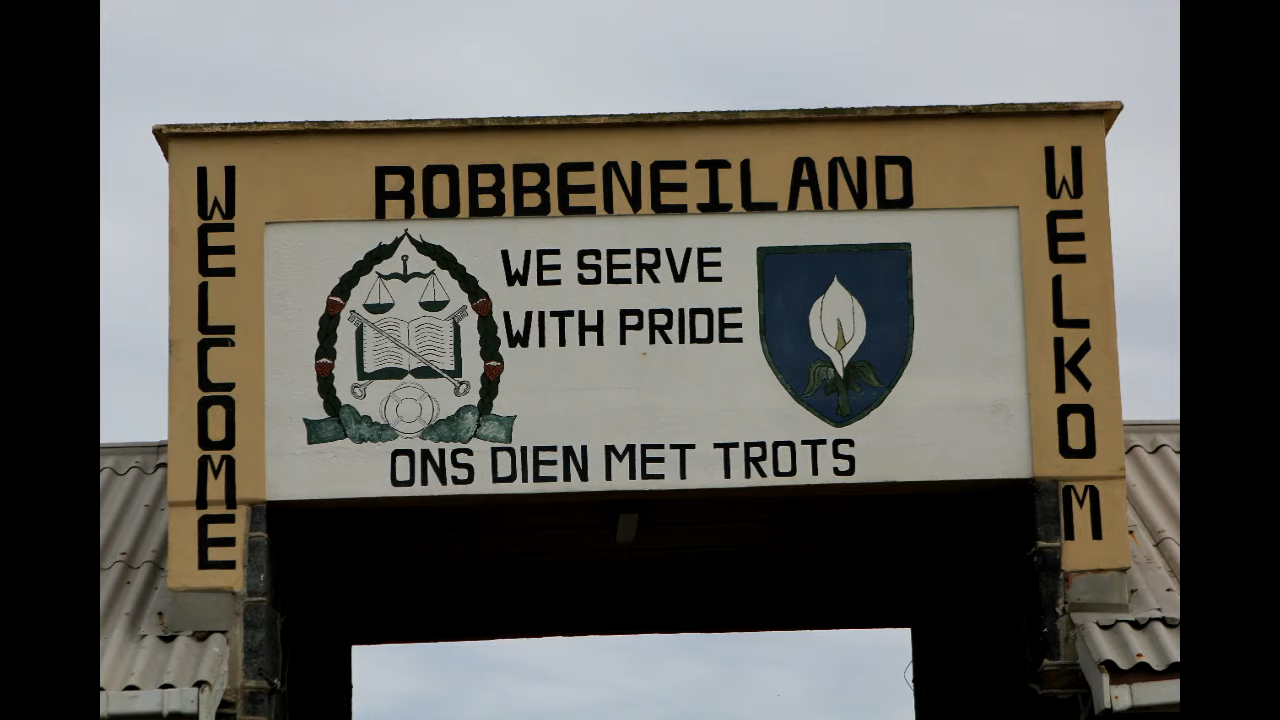 ROBBENEILAND
WELCOME
WE SERVE
WITH PRIDE
ONS DIEN MET TROTS
WELKOM